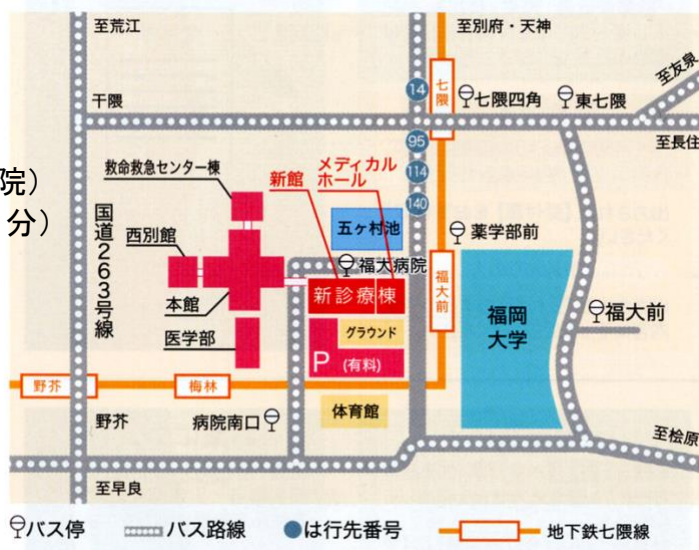 至荒江
至別府・天神
至友泉
干隈
14
七隈
七隈四角
東七隈
至長住
95
院）
分）
救命救急センター棟
新館
メディカル
ホール
114
140
国道263号線
西別館
五ヶ村池
薬学部前
福大病院
本館
新診療棟
福大前
福岡
大学
福大前
医学部
グラウンド
P
(有料)
野芥
梅林
体育館
野芥
病院南口
至桧原
至早良
バス停
バス路線
は行先番号
地下鉄七隈線